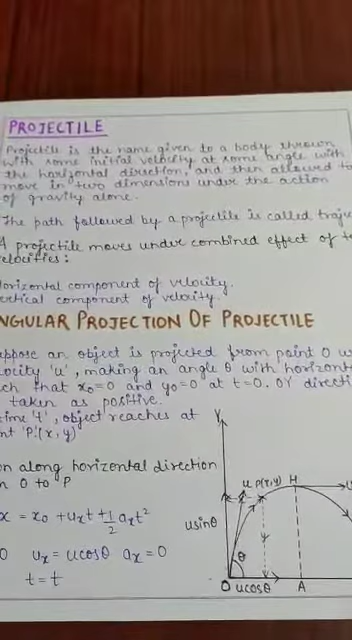 PROJECTILE
Projectile is the name given to a body thrown
with some initial velocity at some angle with
the horizontal direction, and then allowed to
move in two dimensions under the action
of gravity alone.
The path followed by a projectile is called traje
A projectile moves under combined effect of t
elocities:
orizontal component of velocity.
ertical component of velocity.
NGULAR PROJECTION OF PROJECTILE
ppose an object is projected from point O w
locity 'u', making an angle θ with horizont
ch that x₀=0 and y₀=0 at t=0. OY directi
taken as positive.
time 't', object reaches at
nt 'P'(x,y)
on along horizontal direction
m O to P
x = x₀ + uₓt + 1/2 aₓt²
0 uₓ = ucosθ aₓ = 0
t = t
Y
u P(x,y) H
usinθ
θ
O ucosθ A